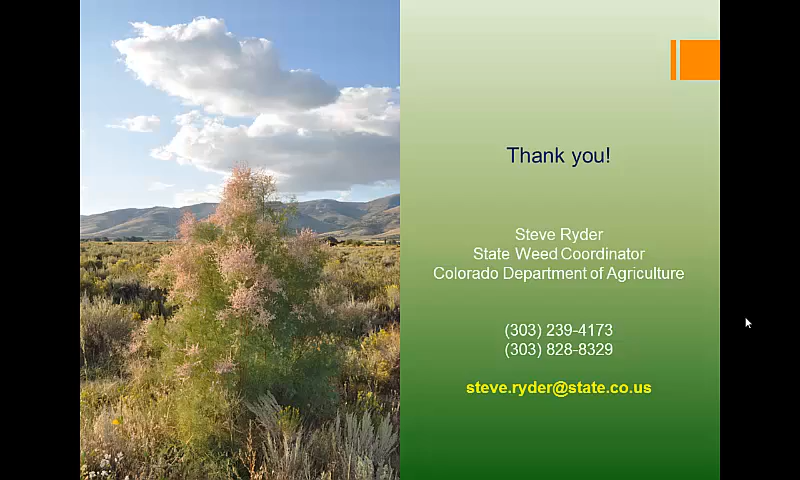 Thank you!
Steve Ryder
State Weed Coordinator
Colorado Department of Agriculture
(303) 239-4173
(303) 828-8329
steve.ryder@state.co.us